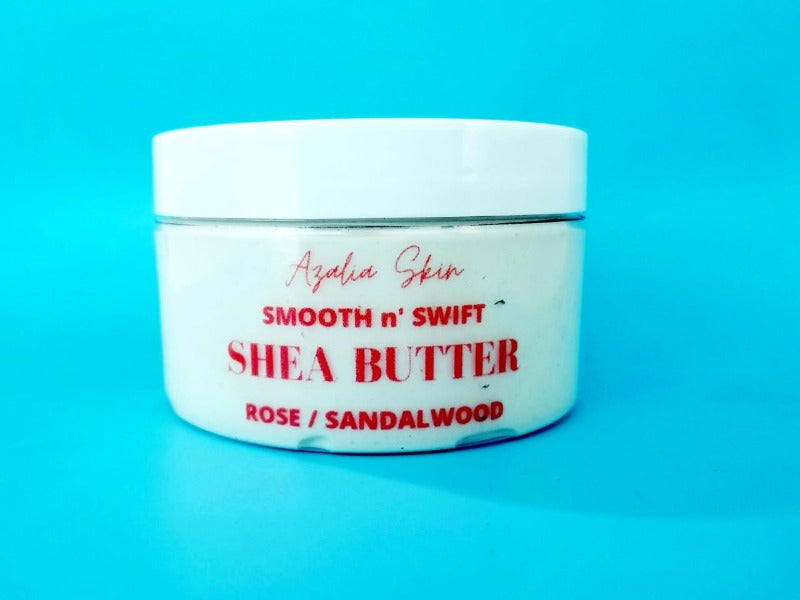 Azalia Skin
SMOOTH n' SWIFT
SHEA BUTTER
ROSE / SANDALWOOD